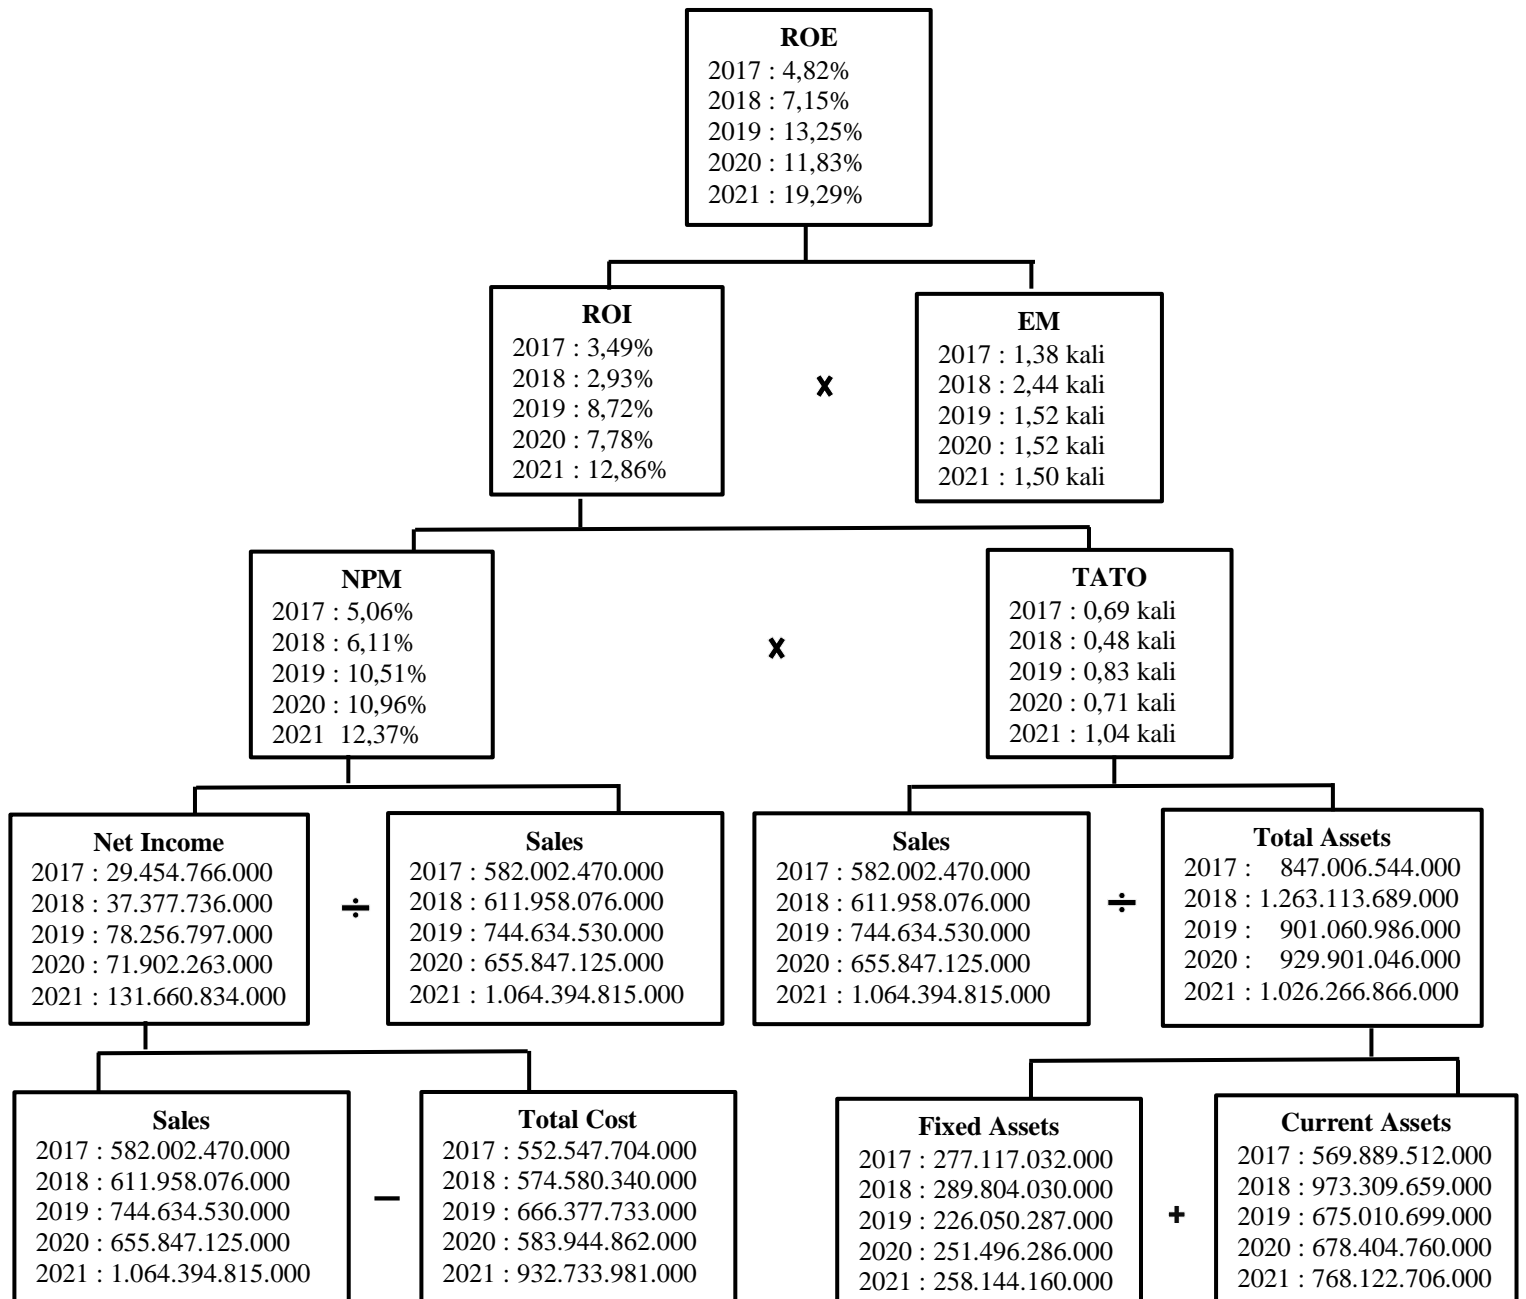 ROE
2017 : 4,82%
2018 : 7,15%
2019 : 13,25%
2020 : 11,83%
2021 : 19,29%
ROI
2017 : 3,49%
2018 : 2,93%
2019 : 8,72%
2020 : 7,78%
2021 : 12,86%
x
EM
2017 : 1,38 kali
2018 : 2,44 kali
2019 : 1,52 kali
2020 : 1,52 kali
2021 : 1,50 kali
NPM
2017 : 5,06%
2018 : 6,11%
2019 : 10,51%
2020 : 10,96%
2021 12,37%
x
TATO
2017 : 0,69 kali
2018 : 0,48 kali
2019 : 0,83 kali
2020 : 0,71 kali
2021 : 1,04 kali
Net Income
2017 : 29.454.766.000
2018 : 37.377.736.000
2019 : 78.256.797.000
2020 : 71.902.263.000
2021 : 131.660.834.000
÷
Sales
2017 : 582.002.470.000
2018 : 611.958.076.000
2019 : 744.634.530.000
2020 : 655.847.125.000
2021 : 1.064.394.815.000
Sales
2017 : 582.002.470.000
2018 : 611.958.076.000
2019 : 744.634.530.000
2020 : 655.847.125.000
2021 : 1.064.394.815.000
÷
Total Assets
2017 : 847.006.544.000
2018 : 1.263.113.689.000
2019 : 901.060.986.000
2020 : 929.901.046.000
2021 : 1.026.266.866.000
Sales
2017 : 582.002.470.000
2018 : 611.958.076.000
2019 : 744.634.530.000
2020 : 655.847.125.000
2021 : 1.064.394.815.000
–
Total Cost
2017 : 552.547.704.000
2018 : 574.580.340.000
2019 : 666.377.733.000
2020 : 583.944.862.000
2021 : 932.733.981.000
Fixed Assets
2017 : 277.117.032.000
2018 : 289.804.030.000
2019 : 226.050.287.000
2020 : 251.496.286.000
2021 : 258.144.160.000
+
Current Assets
2017 : 569.889.512.000
2018 : 973.309.659.000
2019 : 675.010.699.000
2020 : 678.404.760.000
2021 : 768.122.706.000